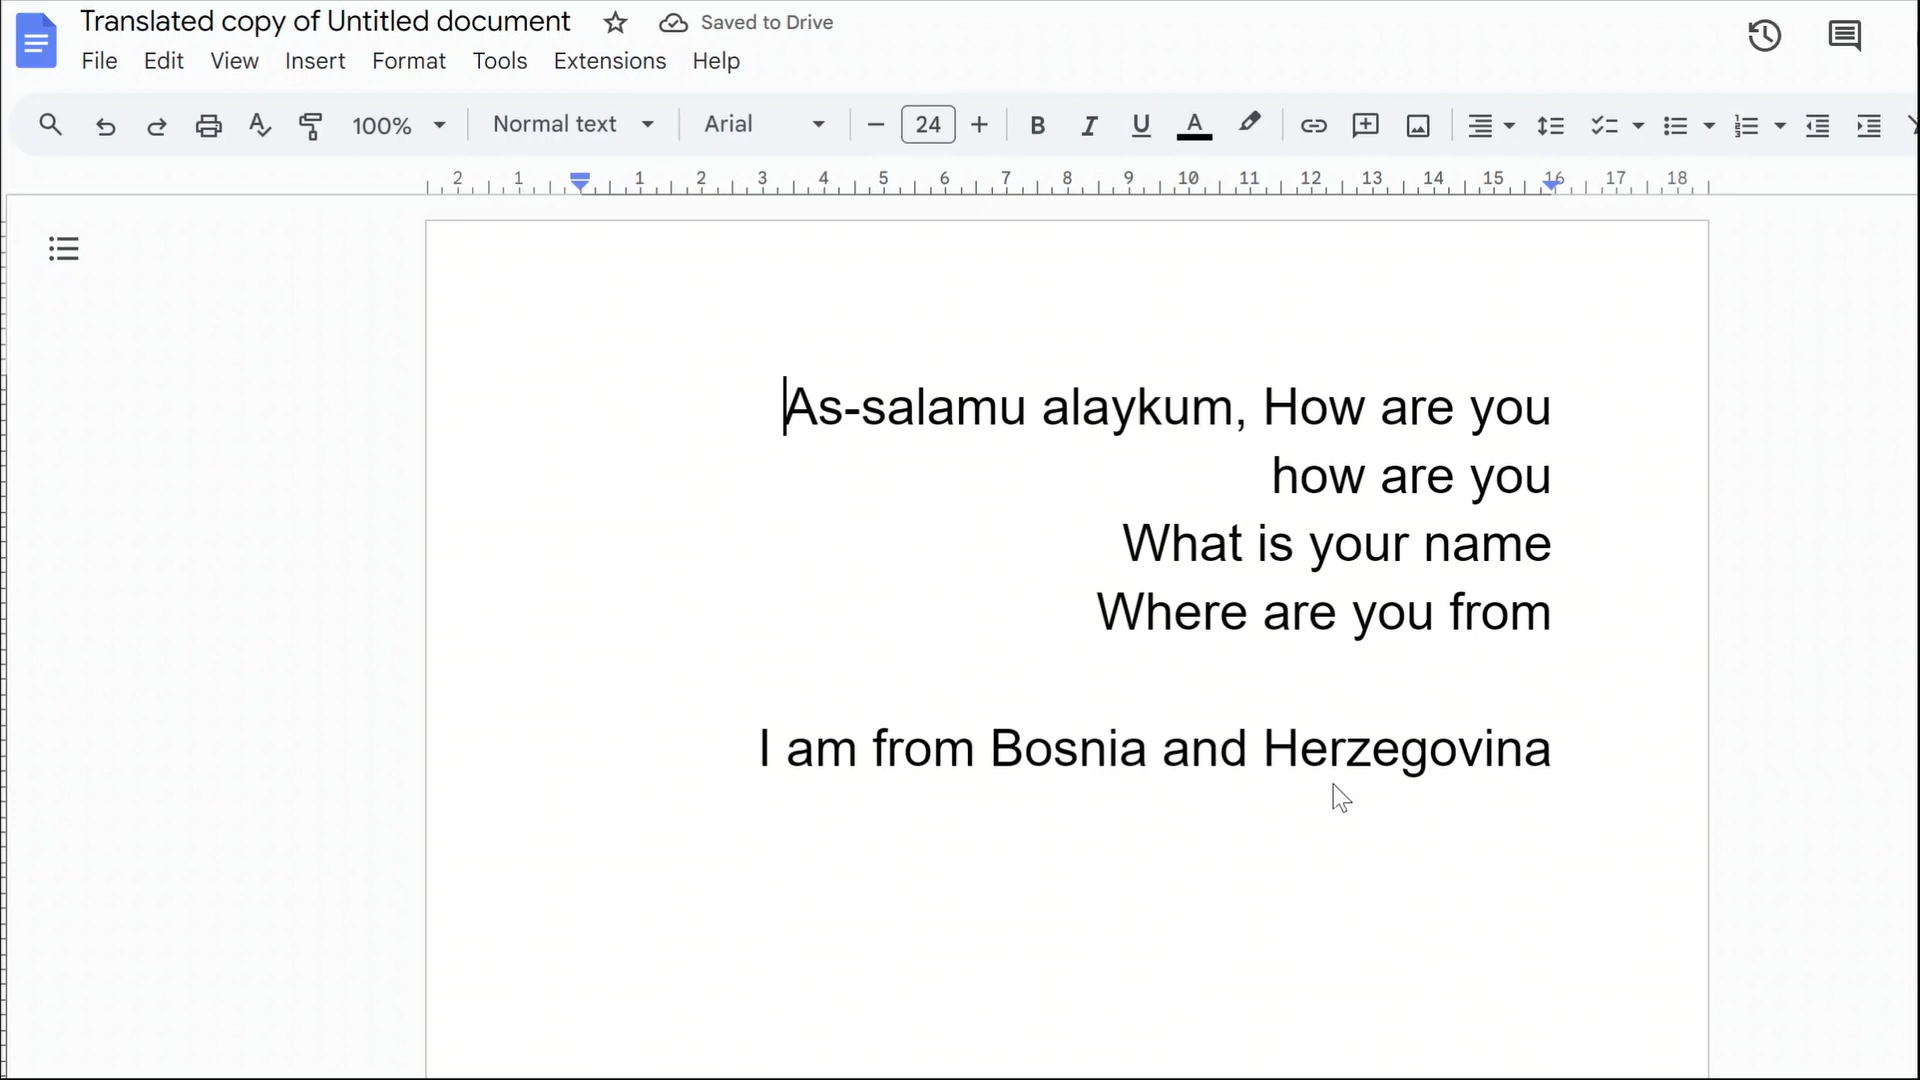 Translated copy of Untitled document Saved to Drive
File Edit View Insert Format Tools Extensions Help
100% Normal text Arial 24 B I U A
2 1 1 2 3 4 5 6 7 8 9 10 11 12 13 14 15 16 17 18
As-salamu alaykum, How are you
how are you
What is your name
Where are you from
I am from Bosnia and Herzegovina